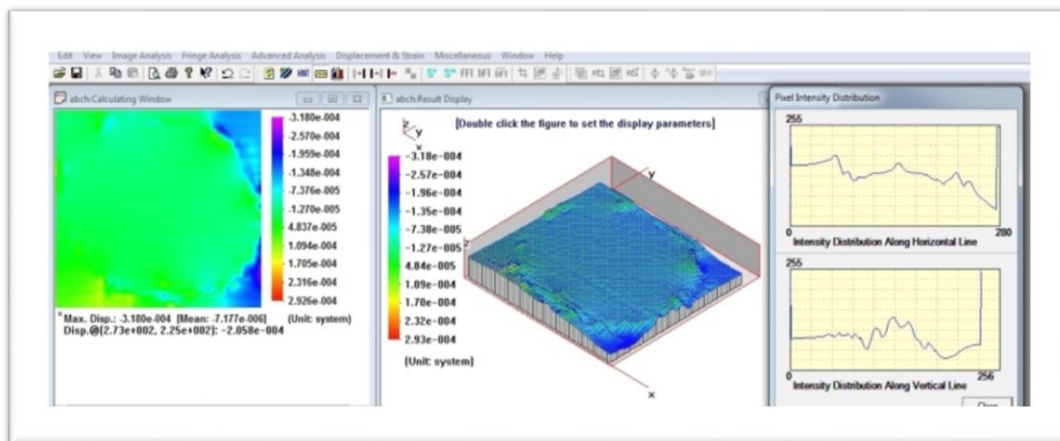 Edit View Image Analysis Fringe Analysis Advanced Analysis Displacement & Strain Miscellaneous Window Help
abch:Calculating Window
-3.180e-004
-2.570e-004
-1.959e-004
-1.348e-004
-7.376e-005
-1.270e-005
4.837e-005
1.094e-004
1.705e-004
2.316e-004
2.926e-004
(Unit: system)
Max. Disp.: -3.180e-004 [Mean: -7.177e-006]
Disp.@[2.73e+002, 2.25e+002]: -2.058e-004
abch:Result Display
[Double click the figure to set the display parameters]
z
y
x
-3.18e-004
-2.57e-004
-1.96e-004
-1.35e-004
-7.38e-005
-1.27e-005
4.84e-005
1.09e-004
1.70e-004
2.32e-004
2.93e-004
(Unit: system)
z
y
x
Pixel Intensity Distribution
255
0
280
Intensity Distribution Along Horizontal Line
255
0
256
Intensity Distribution Along Vertical Line